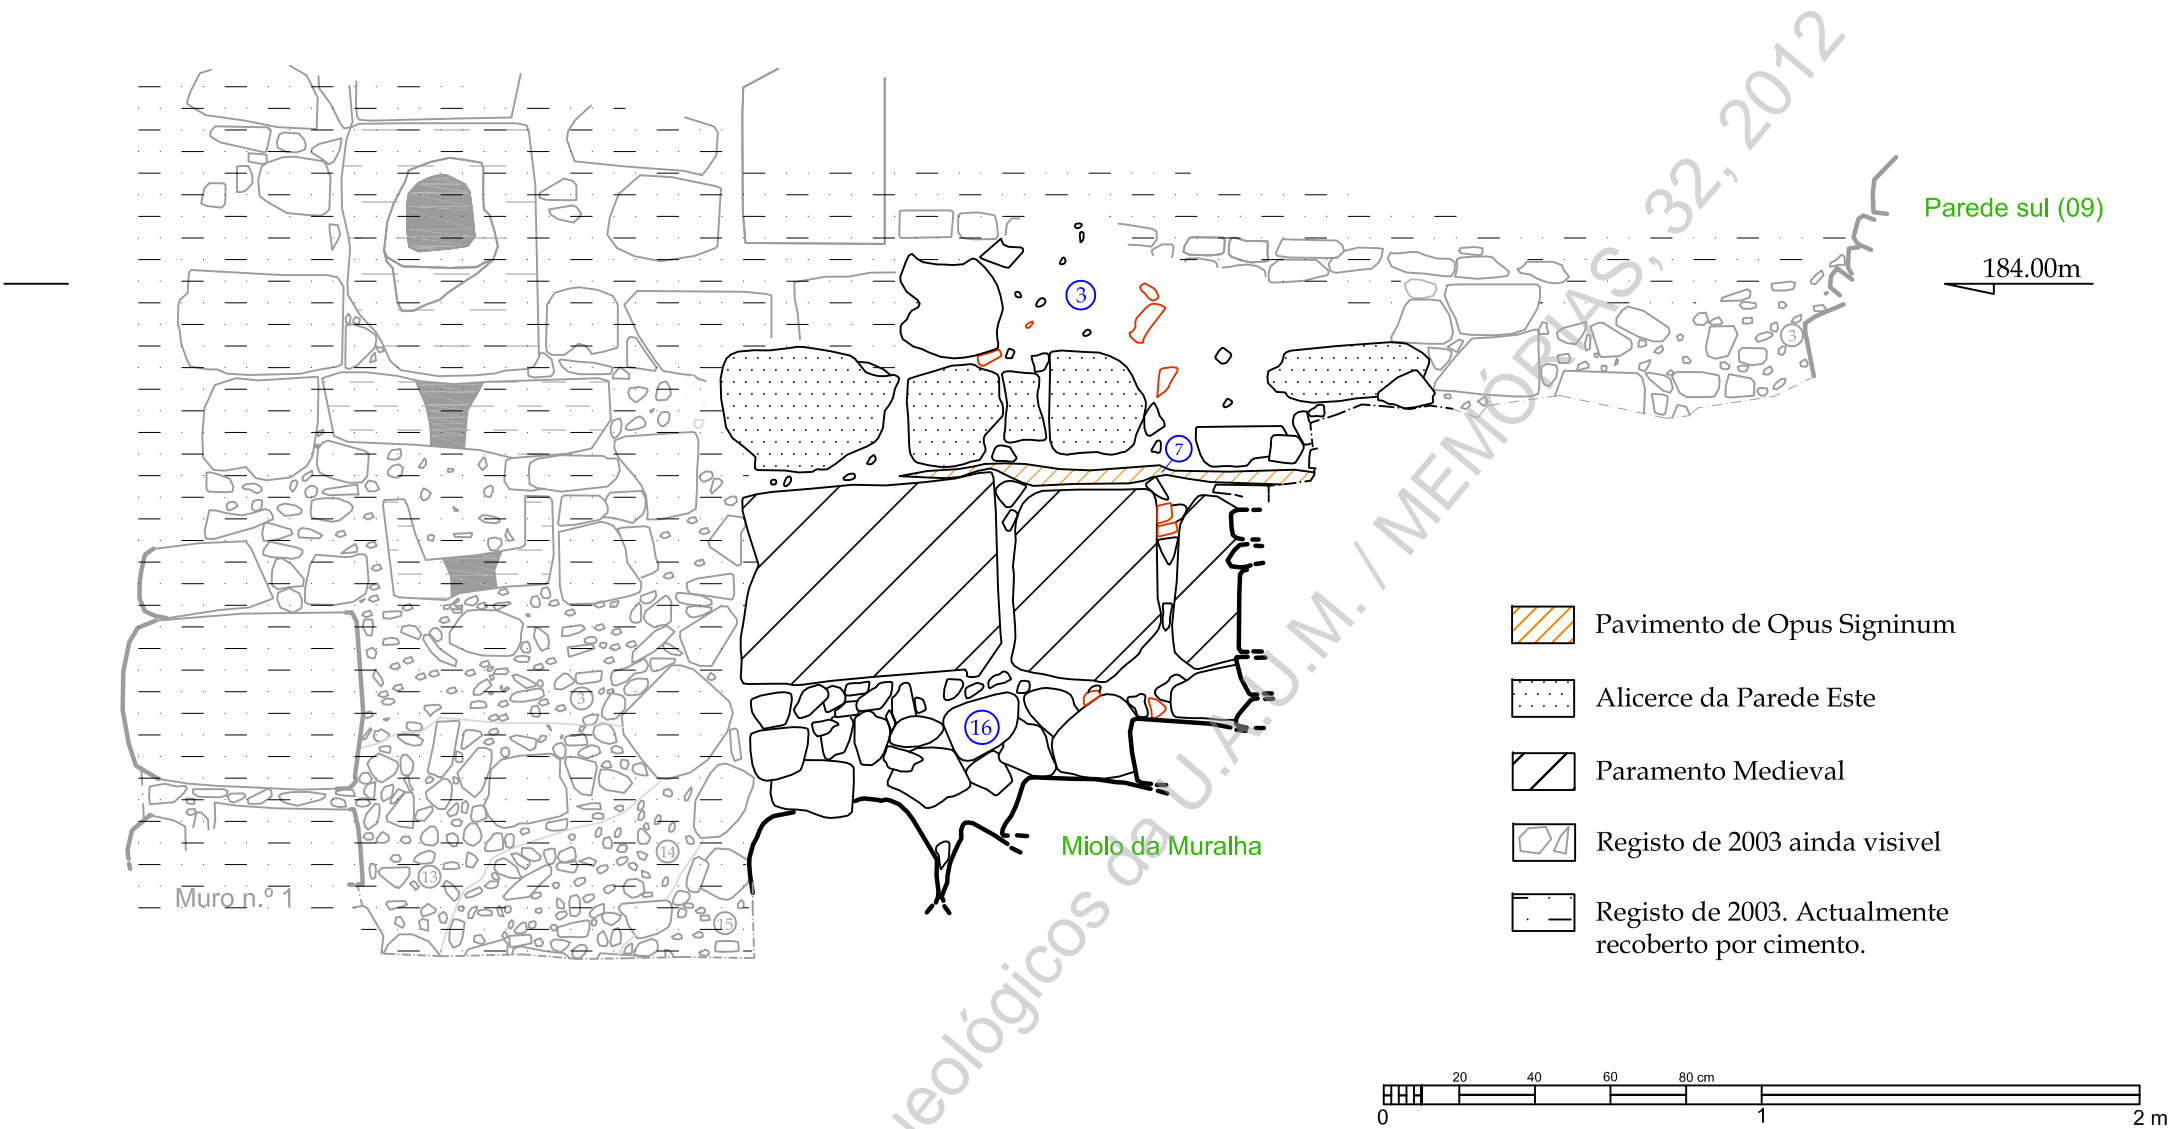 Parede sul (09)
184.00m
3
3
7
3
16
Miolo da Muralha
14
13
15
Muro n.º 1
Pavimento de Opus Signinum
Alicerce da Parede Este
Paramento Medieval
Registo de 2003 ainda visivel
Registo de 2003. Actualmente
recoberto por cimento.
20 40 60 80 cm
0 1 2 m
eológicos da U.A.U.M. / MEMÓRIAS, 32, 2012